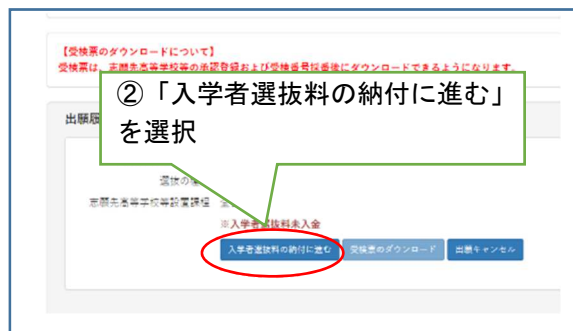 【受検票のダウンロードについて】
受検票は、志願先高等学校等の承認登録および受検番号採番後にダウンロードできるようになります。
②「入学者選抜料の納付に進む」
を選択
出願履
選抜の
志願先高等学校等設置課程
※入学者選抜料未入金
入学者選抜料の納付に進む 受検票のダウンロード 出願キャンセル